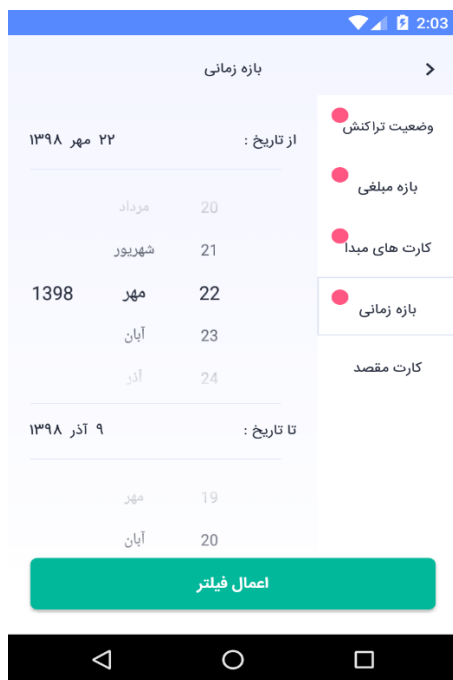 2:03
بازه زمانی
وضعیت تراکنش
بازه مبلغی
کارت های مبدا
بازه زمانی
کارت مقصد
از تاریخ : ۲۲ مهر ۱۳۹۸
20 مرداد
21 شهریور
22 مهر 1398
23 آبان
24 آذر
تا تاریخ : ۹ آذر ۱۳۹۸
19 مهر
20 آبان
اعمال فیلتر